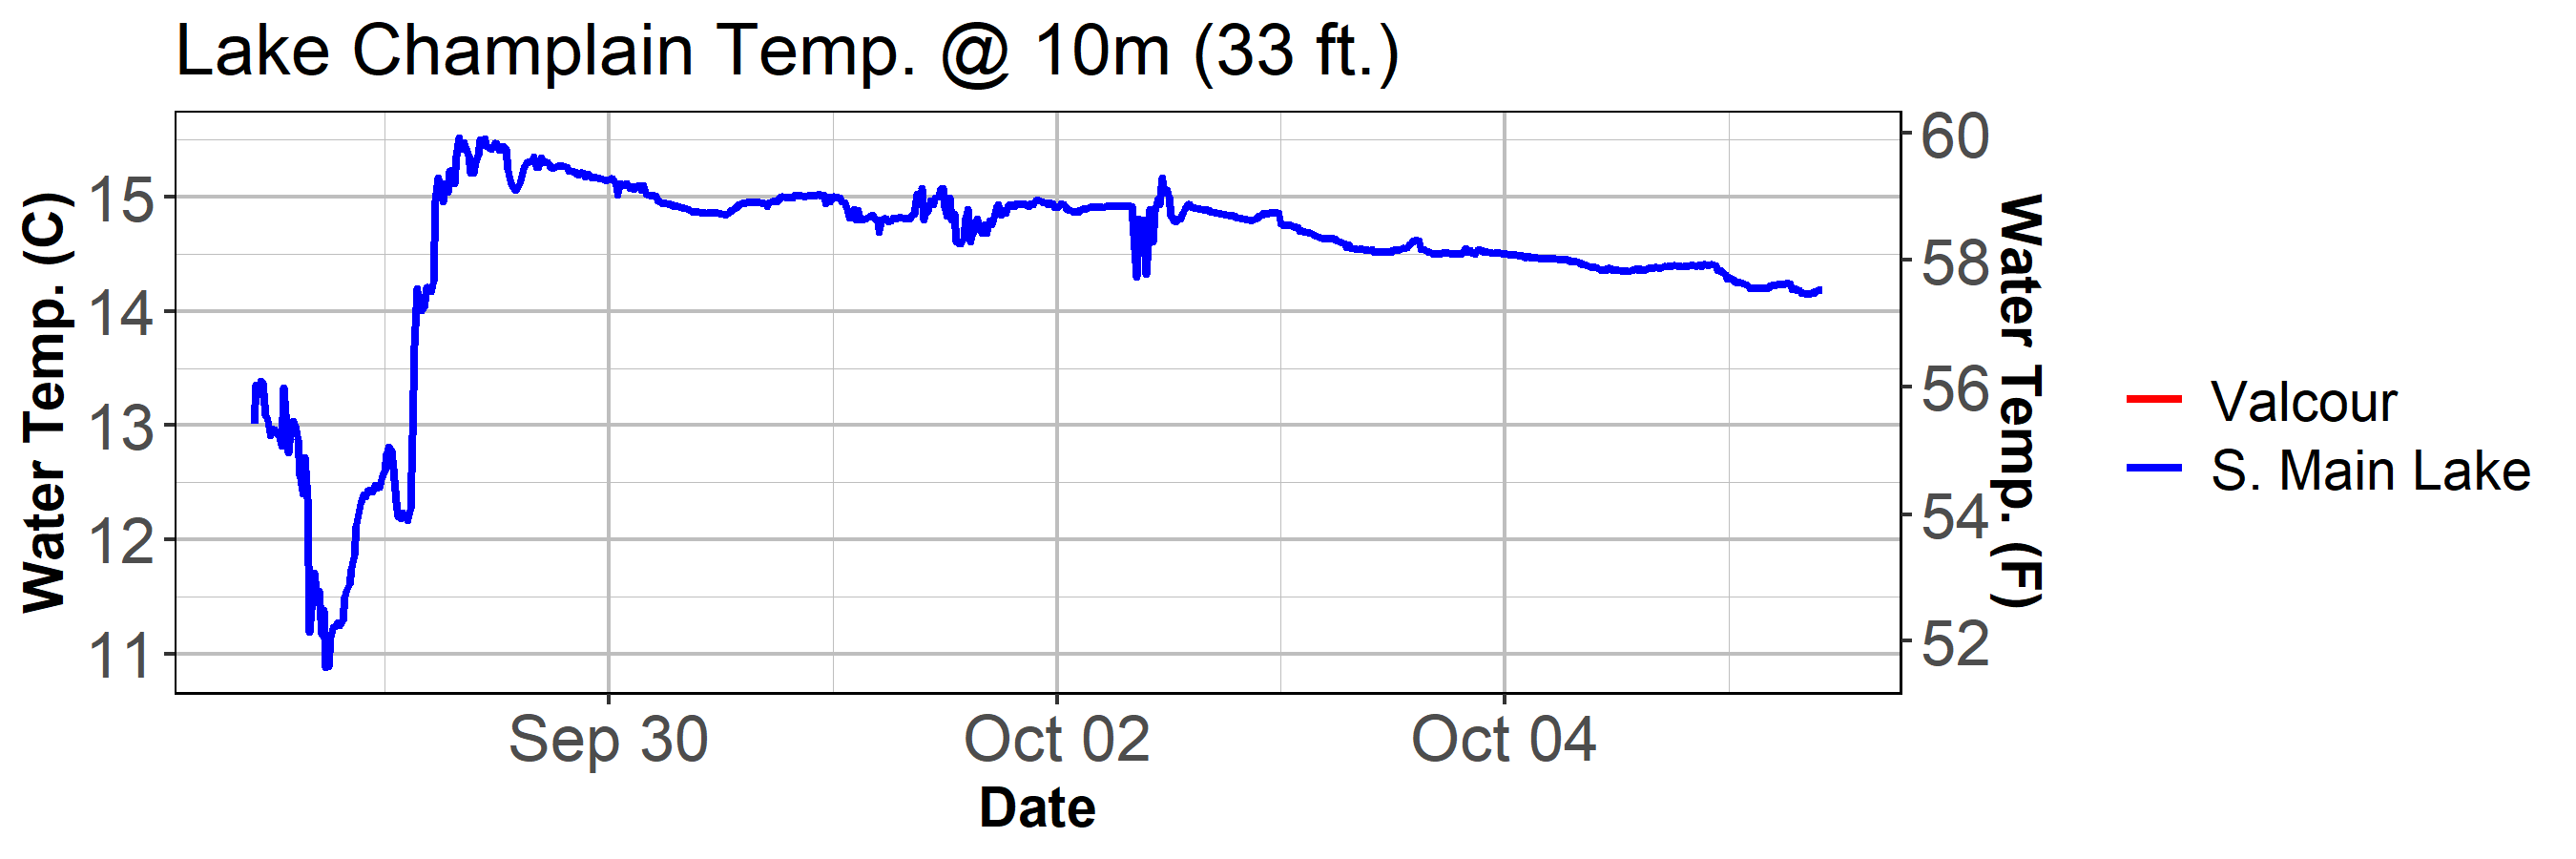 Lake Champlain Temp. @ 10m (33 ft.)
Water Temp. (C)
15
14
13
12
11
60
58
56
54
52
Water Temp. (F)
Sep 30
Oct 02
Oct 04
Date
Valcour
S. Main Lake